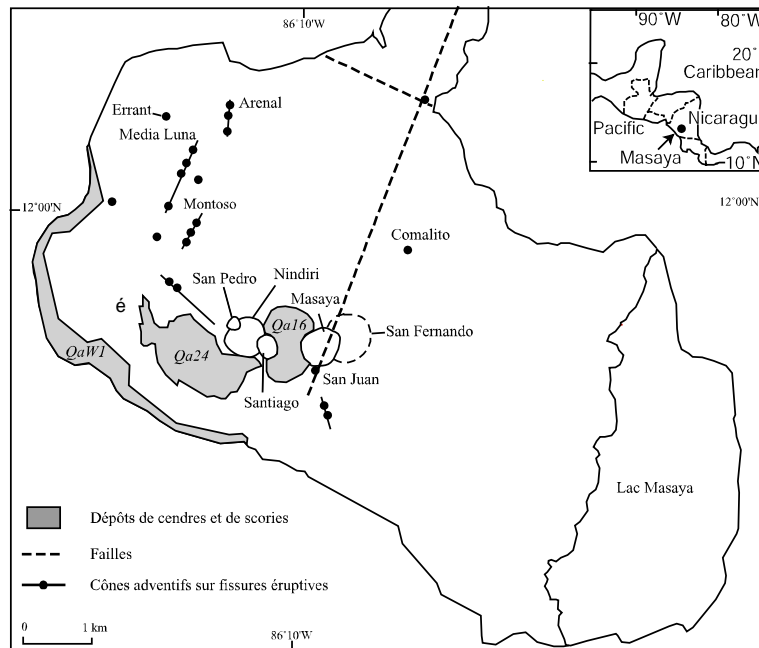 86˚10'W
90˚W
80˚W
20˚
Caribbean
Nicaragu
Pacific
Masaya
10˚N
Errant
Arenal
Media Luna
12˚00'N
12˚00'N
Montoso
Comalito
San Pedro
Nindiri
Masaya
é
Qa16
San Fernando
QaW1
Qa24
San Juan
Santiago
Lac Masaya
Dépôts de cendres et de scories
Failles
Cônes adventifs sur fissures éruptives
0
1 km
86˚10'W